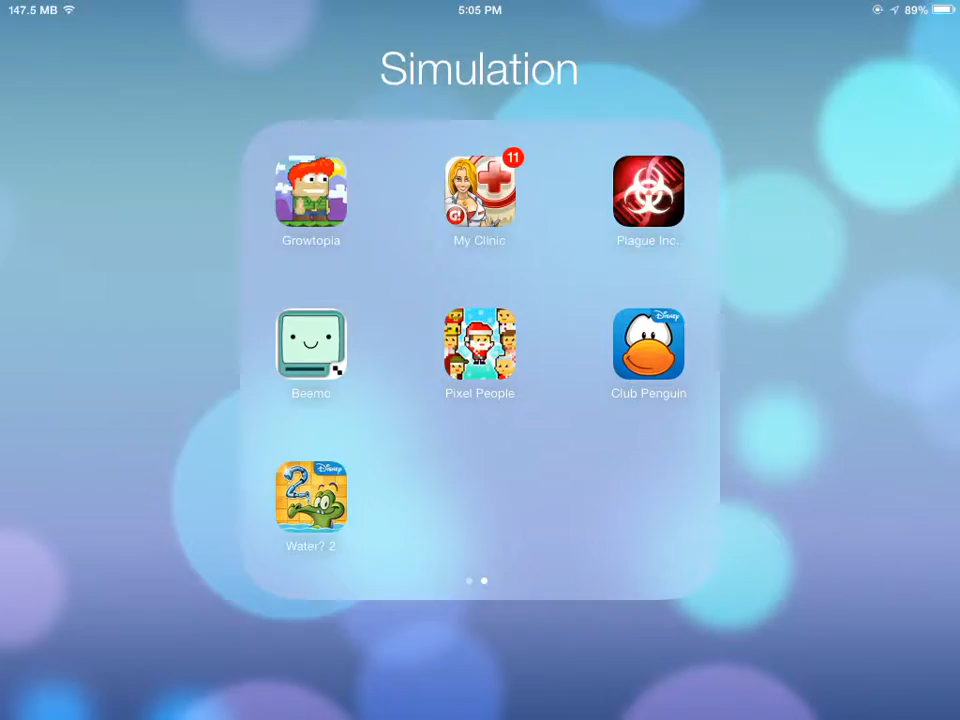 147.5 MB
5:05 PM
89%
Simulation
11
G!
Growtopia
My Clinic
Plague Inc.
Disney
Beemo
Pixel People
Club Penguin
2 Disney
Water? 2